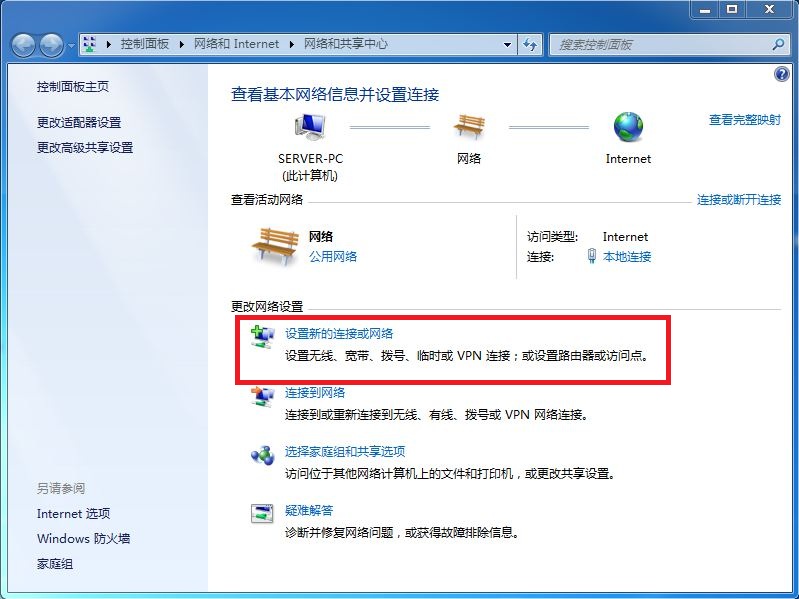 控制面板 网络和 Internet 网络和共享中心
搜索控制面板
控制面板主页
更改适配器设置
更改高级共享设置
查看基本网络信息并设置连接
查看完整映射
SERVER-PC
(此计算机)
网络
Internet
查看活动网络
连接或断开连接
网络
公用网络
访问类型: Internet
连接: 本地连接
更改网络设置
设置新的连接或网络
设置无线、宽带、拨号、临时或 VPN 连接；或设置路由器或访问点。
连接到网络
连接到或重新连接到无线、有线、拨号或 VPN 网络连接。
选择家庭组和共享选项
访问位于其他网络计算机上的文件和打印机，或更改共享设置。
疑难解答
诊断并修复网络问题，或获得故障排除信息。
另请参阅
Internet 选项
Windows 防火墙
家庭组